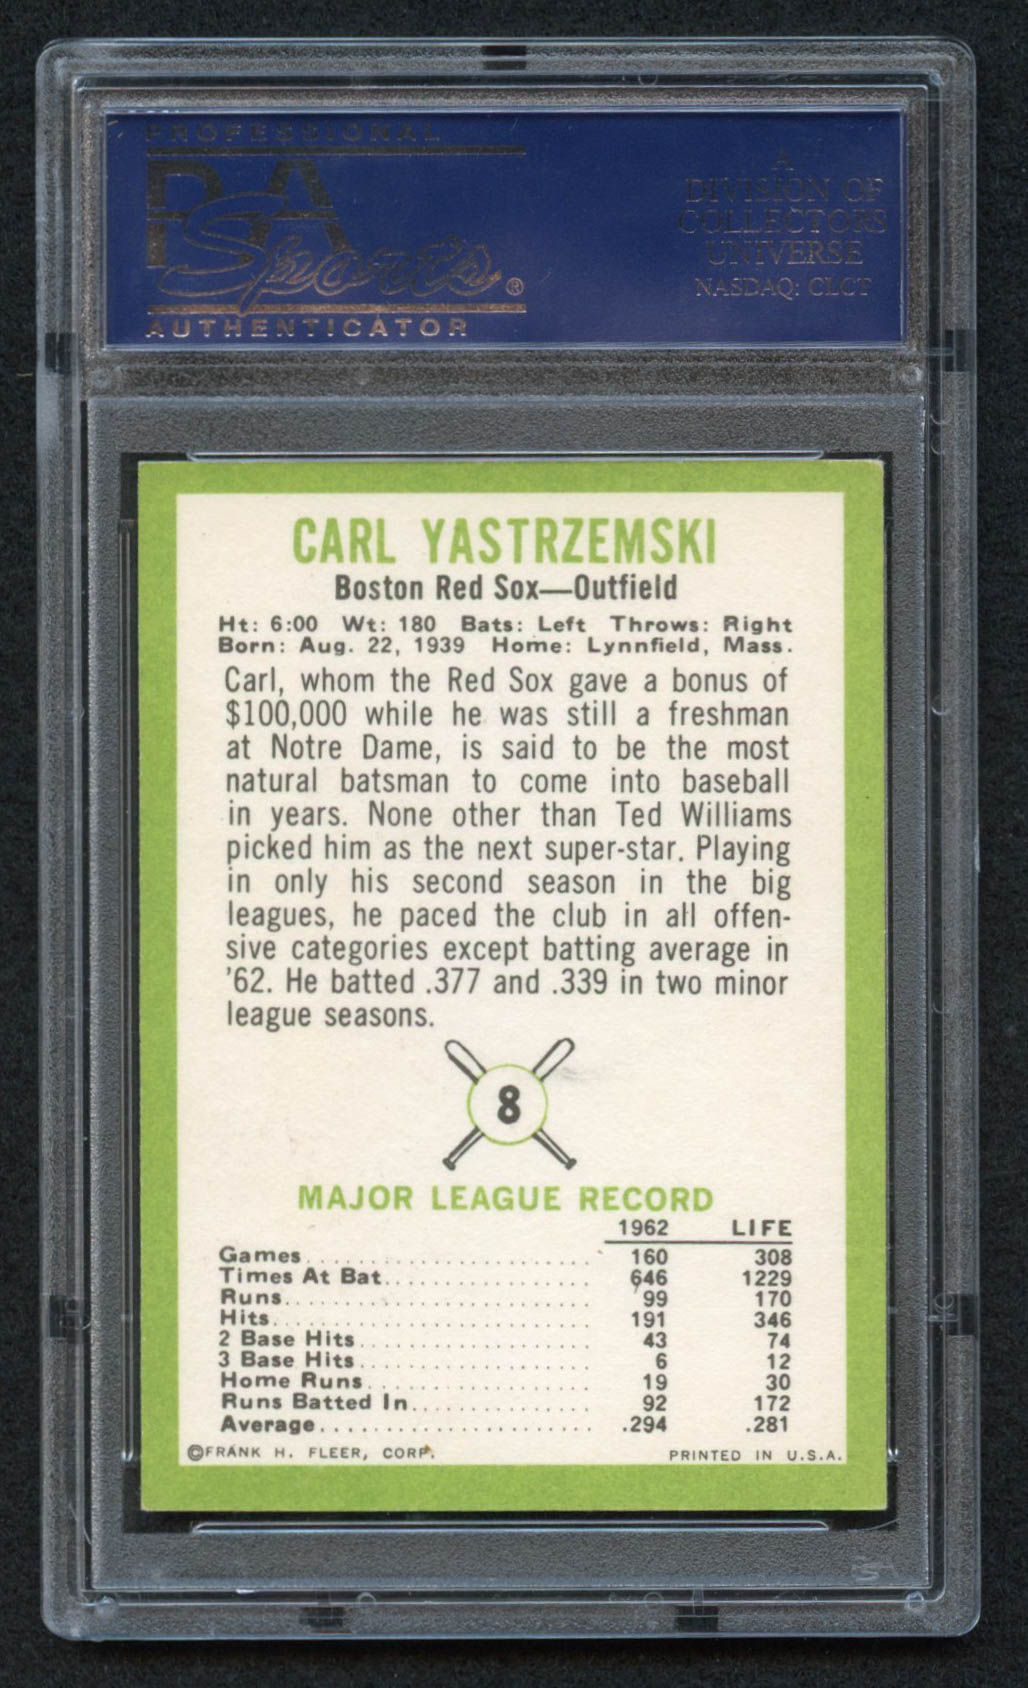 PROFESSIONAL
PSA
Sports®
AUTHENTICATOR
A
DIVISION OF
COLLECTORS
UNIVERSE
NASDAQ: CLCT
CARL YASTRZEMSKI
Boston Red Sox—Outfield
Ht: 6:00 Wt: 180 Bats: Left Throws: Right
Born: Aug. 22, 1939 Home: Lynnfield, Mass.
Carl, whom the Red Sox gave a bonus of
$100,000 while he was still a freshman
at Notre Dame, is said to be the most
natural batsman to come into baseball
in years. None other than Ted Williams
picked him as the next super-star. Playing
in only his second season in the big
leagues, he paced the club in all offen-
sive categories except batting average in
'62. He batted .377 and .339 in two minor
league seasons.
8
MAJOR LEAGUE RECORD
1962 LIFE
Games 160 308
Times At Bat 646 1229
Runs 99 170
Hits 191 346
2 Base Hits 43 74
3 Base Hits 6 12
Home Runs 19 30
Runs Batted In 92 172
Average .294 .281
©FRANK H. FLEER, CORP. PRINTED IN U.S.A.
PSA